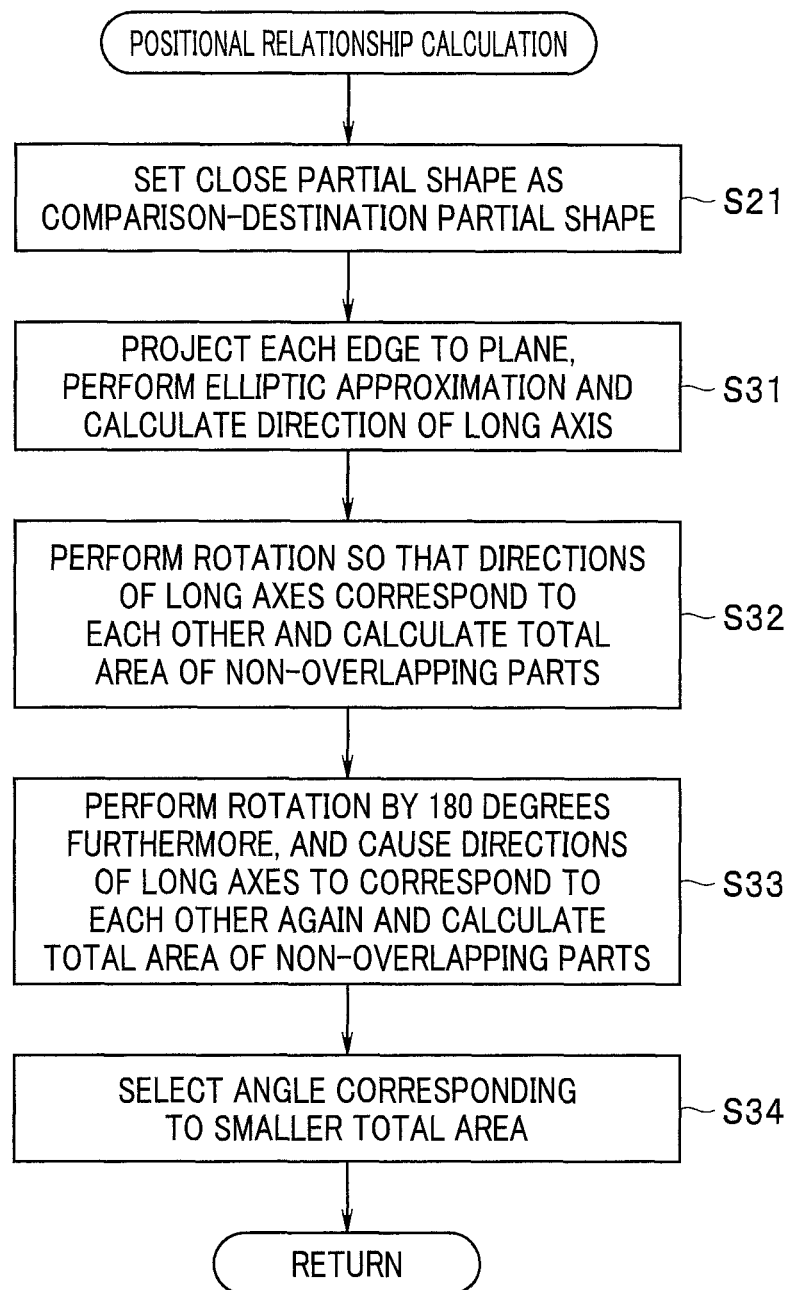 POSITIONAL RELATIONSHIP CALCULATION
SET CLOSE PARTIAL SHAPE AS
COMPARISON-DESTINATION PARTIAL SHAPE
S21
PROJECT EACH EDGE TO PLANE,
PERFORM ELLIPTIC APPROXIMATION AND
CALCULATE DIRECTION OF LONG AXIS
S31
PERFORM ROTATION SO THAT DIRECTIONS
OF LONG AXES CORRESPOND TO
EACH OTHER AND CALCULATE TOTAL
AREA OF NON-OVERLAPPING PARTS
S32
PERFORM ROTATION BY 180 DEGREES
FURTHERMORE, AND CAUSE DIRECTIONS
OF LONG AXES TO CORRESPOND TO
EACH OTHER AGAIN AND CALCULATE
TOTAL AREA OF NON-OVERLAPPING PARTS
S33
SELECT ANGLE CORRESPONDING
TO SMALLER TOTAL AREA
S34
RETURN